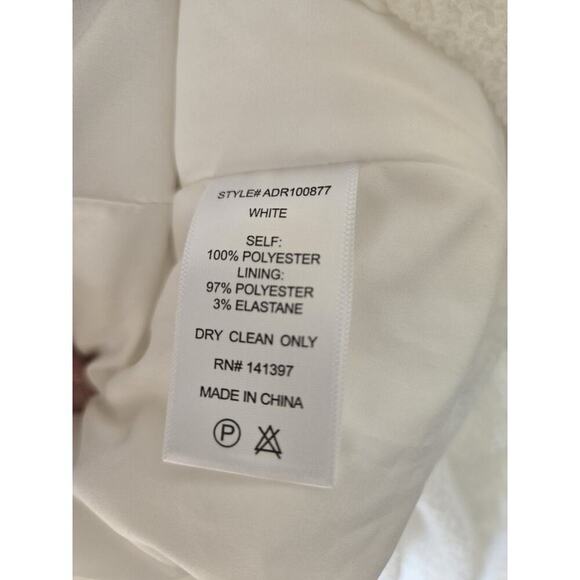 STYLE# ADR100877
WHITE
SELF:
100% POLYESTER
LINING:
97% POLYESTER
3% ELASTANE
DRY CLEAN ONLY
RN# 141397
MADE IN CHINA
P